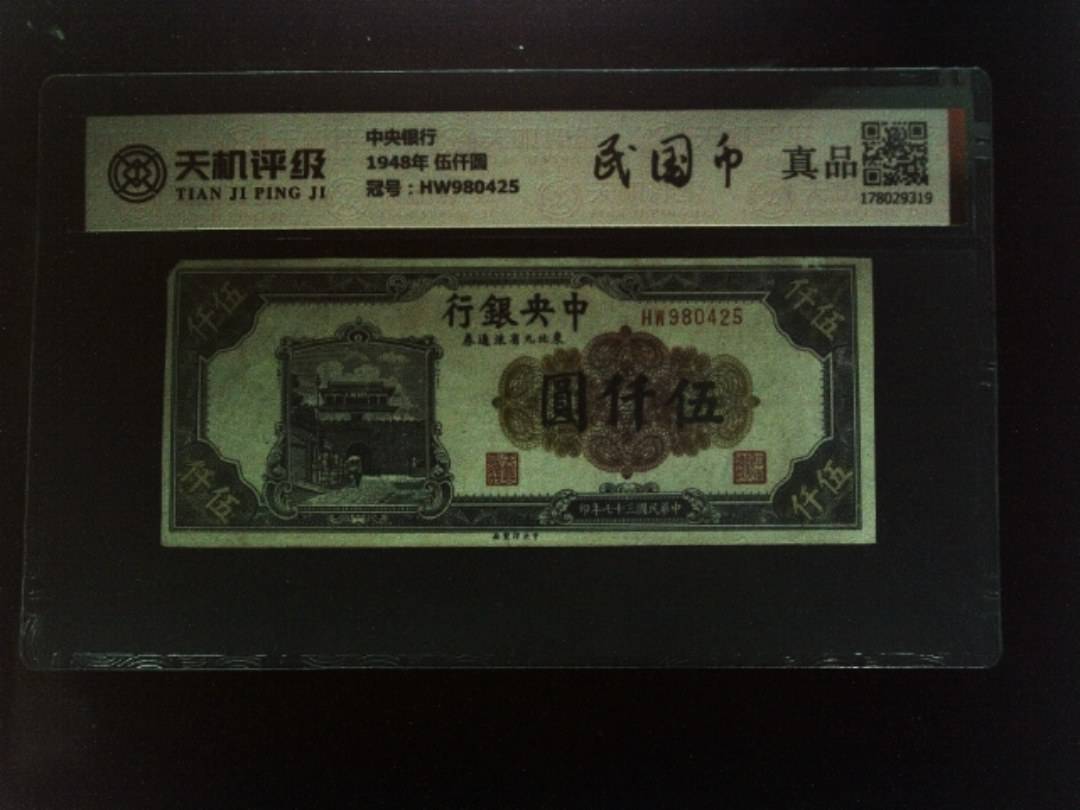 天机评级
TIAN JI PING JI
中央银行
1948年 伍仟圆
冠号：HW980425
民国币
真品
178029319
行銀央中
HW980425
券通流省九北東
圓仟伍
仟伍
仟伍
仟伍
仟伍
印年七十三國民華中